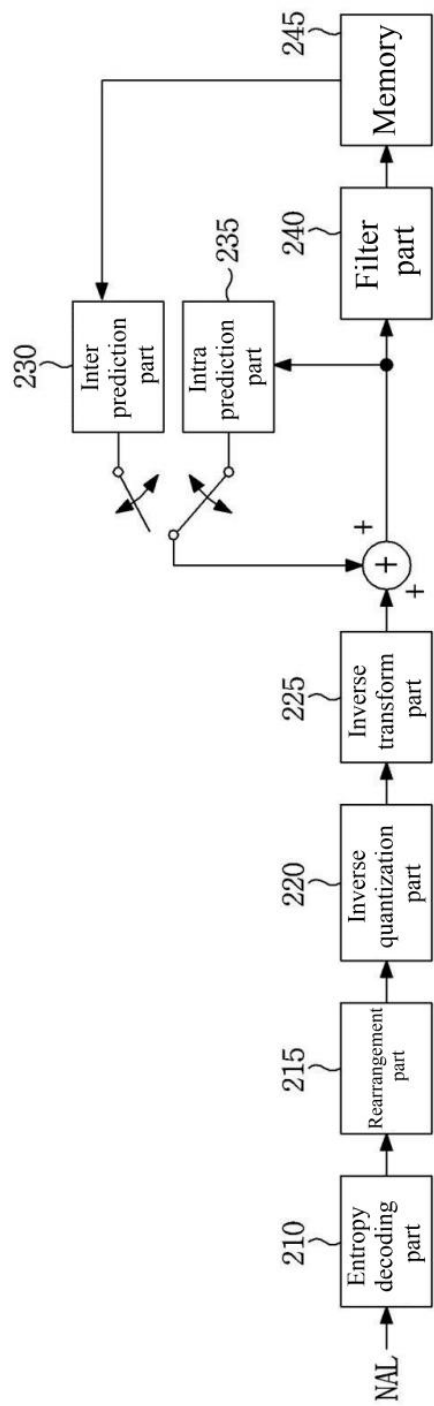 230
Inter
prediction
part
235
Intra
prediction
part
NAL
210
Entropy
decoding
part
215
Rearrangement
part
220
Inverse
quantization
part
225
Inverse
transform
part
+
+
+
240
Filter
part
245
Memory